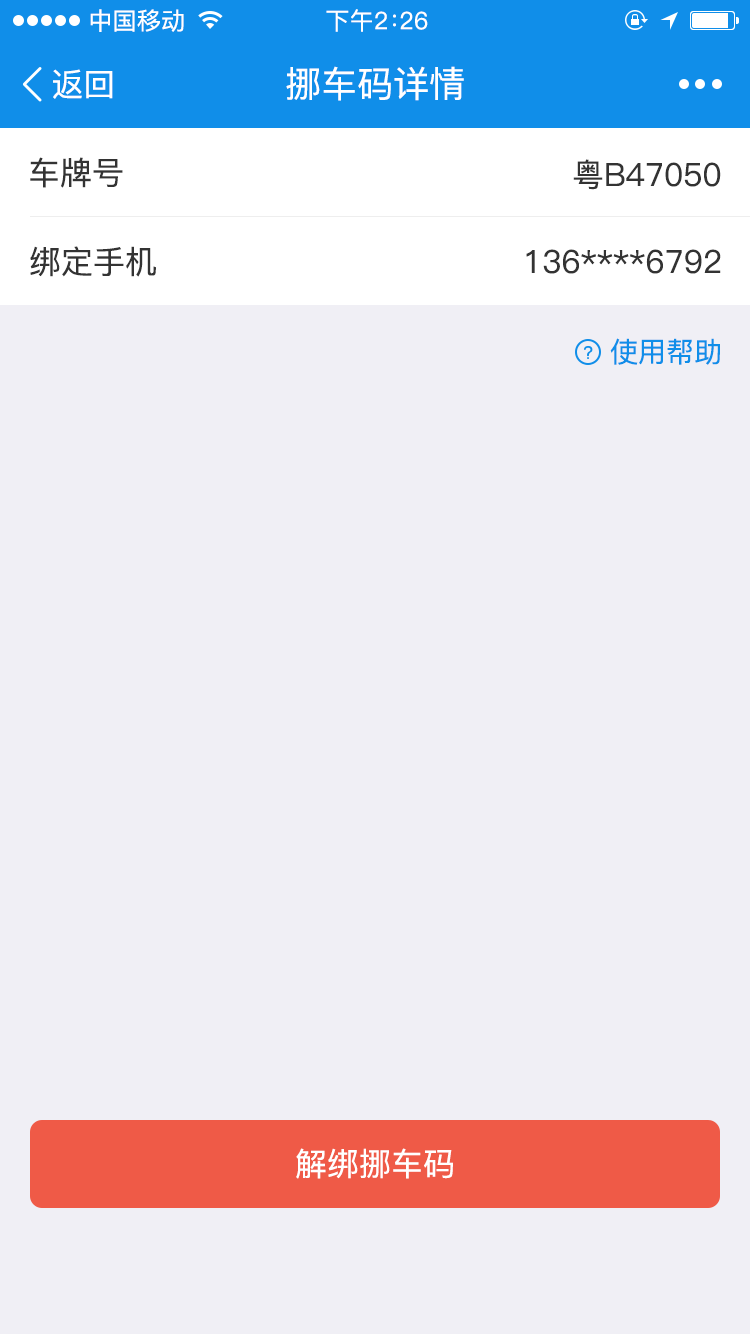 中国移动 下午2:26
返回 挪车码详情
车牌号 粤B47050
绑定手机 136****6792
? 使用帮助
解绑挪车码